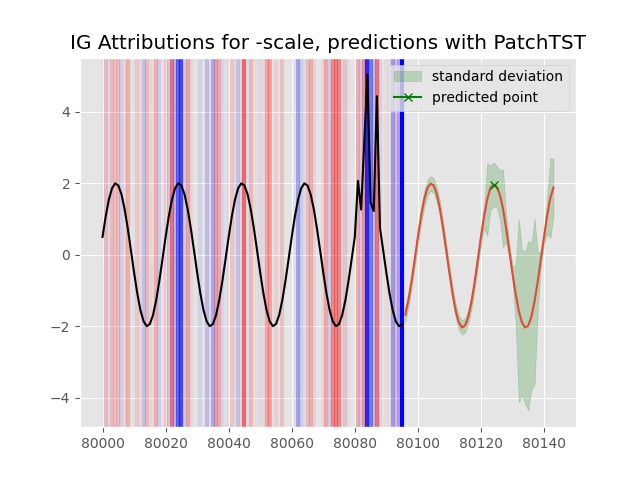 IG Attributions for -scale, predictions with PatchTST
standard deviation
predicted point
4
2
0
−2
−4
80000 80020 80040 80060 80080 80100 80120 80140